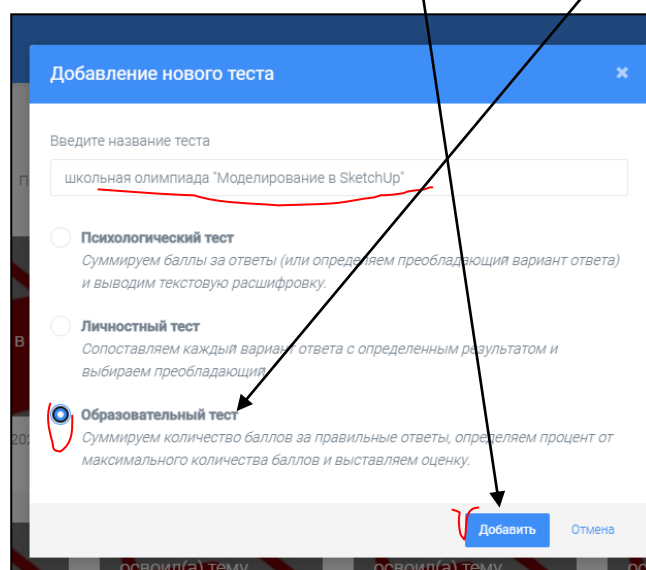 Добавление нового теста
Введите название теста
школьная олимпиада "Моделирование в SketchUp"
П
Психологический тест
Суммируем баллы за ответы (или определяем преобладающий вариант ответа)
и выводим текстовую расшифровку.
Личностный тест
в
Сопоставляем каждый вариант ответа с определенным результатом и
выбираем преобладающий.
Образовательный тест
202
Суммируем количество баллов за правильные ответы, определяем процент от
максимального количества баллов и выставляем оценку.
Добавить Отмена
освоил(а) тему освоил(а) тему